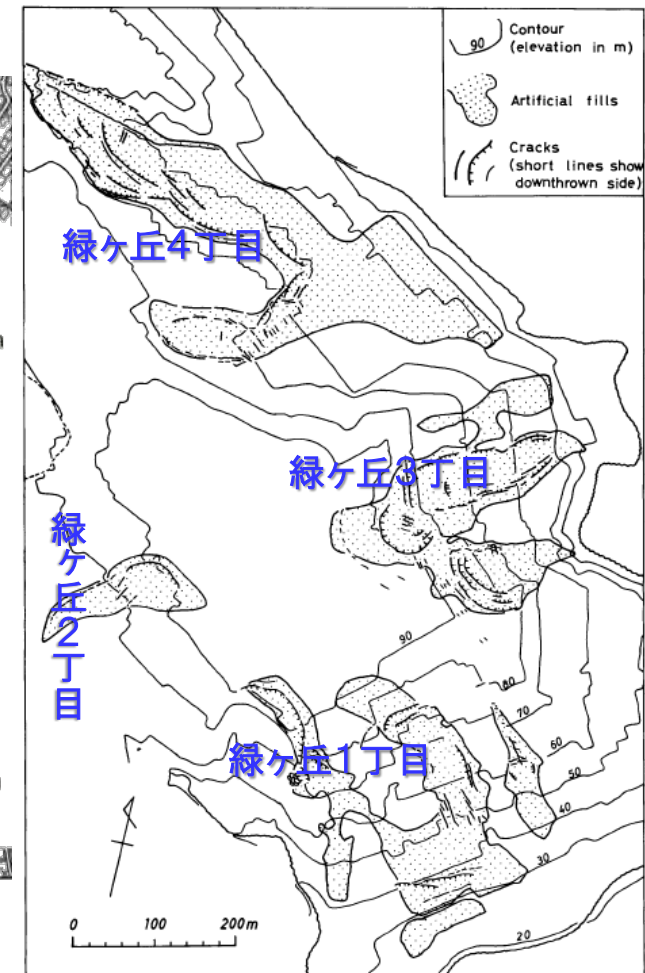 Contour
(elevation in m)
90
Artificial fills
Cracks
(short lines show
downthrown side)
緑ヶ丘4丁目
緑ヶ丘3丁目
緑ヶ丘2丁目
90
80
70
60
50
40
30
20
緑ヶ丘1丁目
0 100 200m